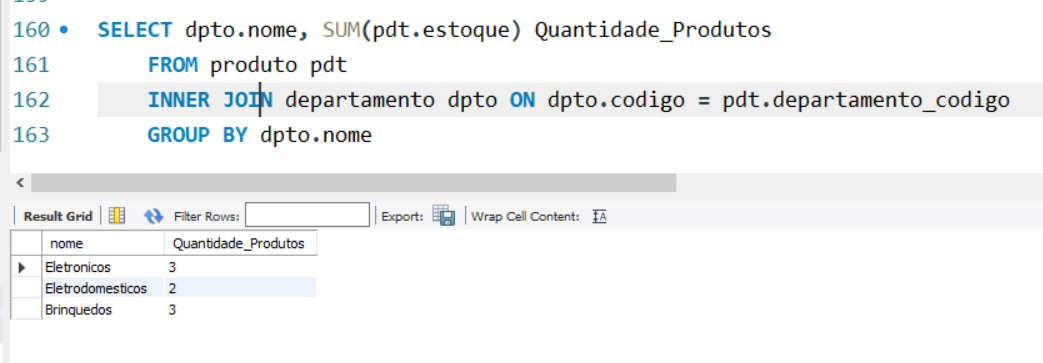 160 SELECT dpto.nome, SUM(pdt.estoque) Quantidade_Produtos
161 FROM produto pdt
162 INNER JOIN departamento dpto ON dpto.codigo = pdt.departamento_codigo
163 GROUP BY dpto.nome
Result Grid Filter Rows: Export: Wrap Cell Content:
nome Quantidade_Produtos
Eletronicos 3
Eletrodomesticos 2
Brinquedos 3